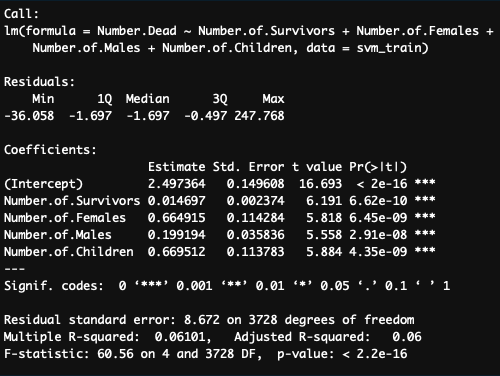 Call:
lm(formula = Number.Dead ~ Number.of.Survivors + Number.of.Females +
    Number.of.Males + Number.of.Children, data = svm_train)

Residuals:
    Min      1Q  Median      3Q     Max
-36.058  -1.697  -1.697  -0.497 247.768

Coefficients:
                    Estimate Std. Error t value Pr(>|t|)
(Intercept)         2.497364   0.149608  16.693  < 2e-16 ***
Number.of.Survivors 0.014697   0.002374   6.191 6.62e-10 ***
Number.of.Females   0.664915   0.114284   5.818 6.45e-09 ***
Number.of.Males     0.199194   0.035836   5.558 2.91e-08 ***
Number.of.Children  0.669512   0.113783   5.884 4.35e-09 ***
---
Signif. codes:  0 ‘***’ 0.001 ‘**’ 0.01 ‘*’ 0.05 ‘.’ 0.1 ‘ ’ 1

Residual standard error: 8.672 on 3728 degrees of freedom
Multiple R-squared:  0.06101,	Adjusted R-squared:   0.06
F-statistic: 60.56 on 4 and 3728 DF,  p-value: < 2.2e-16